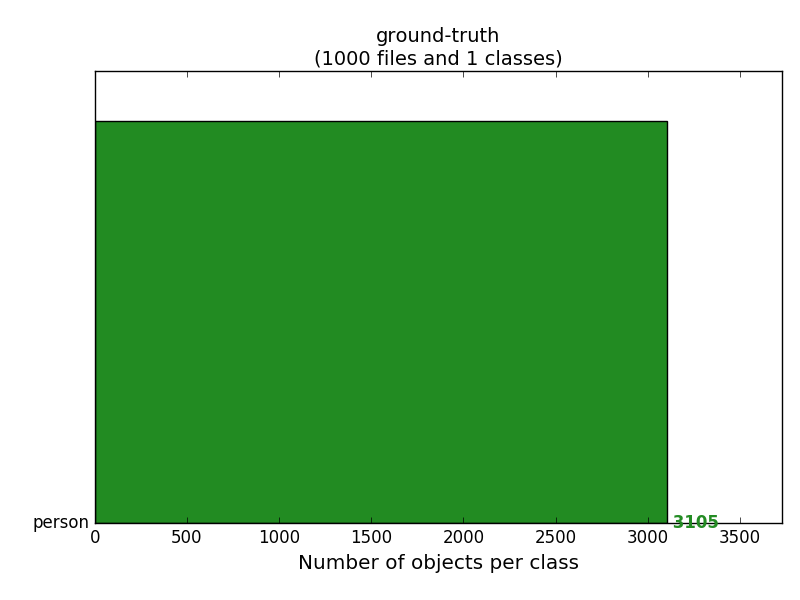 ground-truth
(1000 files and 1 classes)
person
3105
0 500 1000 1500 2000 2500 3000 3500
Number of objects per class